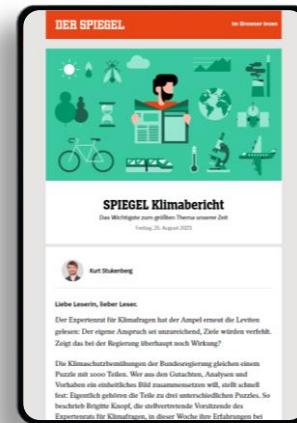 DER SPIEGEL
Im Browser lesen
SPIEGEL Klimabericht
Das Wichtigste zum größten Thema unserer Zeit
Freitag, 25. August 2023
Kurt Stukenberg
Liebe Leserin, lieber Leser,
Der Expertenrat für Klimafragen hat der Ampel erneut die Leviten
gelesen: Der eigene Anspruch sei unzureichend, Ziele würden verfehlt.
Zeigt das bei der Regierung überhaupt noch Wirkung?
Die Klimaschutzbemühungen der Bundesregierung gleichen einem
Puzzle mit 1000 Teilen. Wer aus den Gutachten, Analysen und
Vorhaben ein einheitliches Bild zusammensetzen will, stellt schnell
fest: Eigentlich gehören die Teile zu drei unterschiedlichen Puzzles. So
beschrieb Brigitte Knopf, die stellvertretende Vorsitzende des
Expertenrats für Klimafragen, in dieser Woche ihre Erfahrungen bei